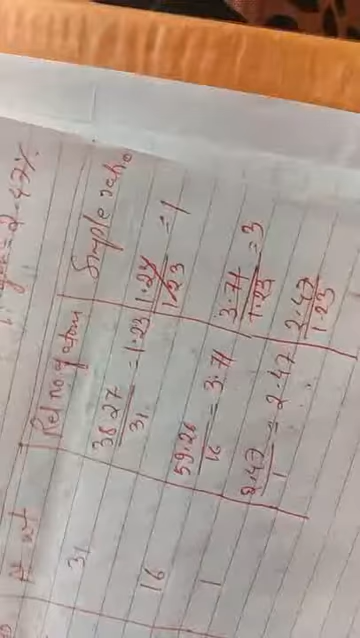 = 2.47%
At wt | Rel no of atom | Simple ratio
31 | 38.27/31 = 1.23 | 1.24/1.23 = 1
16 | 59.26/16 = 3.71 | 3.71/1.23 = 3
1 | 2.47/1 = 2.47 | 2.47/1.23